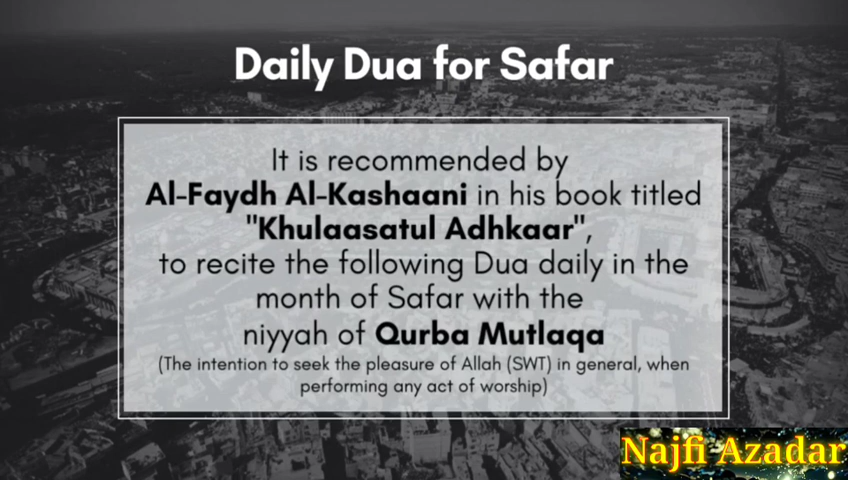 Daily Dua for Safar
It is recommended by
Al-Faydh Al-Kashaani in his book titled
"Khulaasatul Adhkaar",
to recite the following Dua daily in the
month of Safar with the
niyyah of Qurba Mutlaqa
(The intention to seek the pleasure of Allah (SWT) in general, when
performing any act of worship)
Najfi Azadar